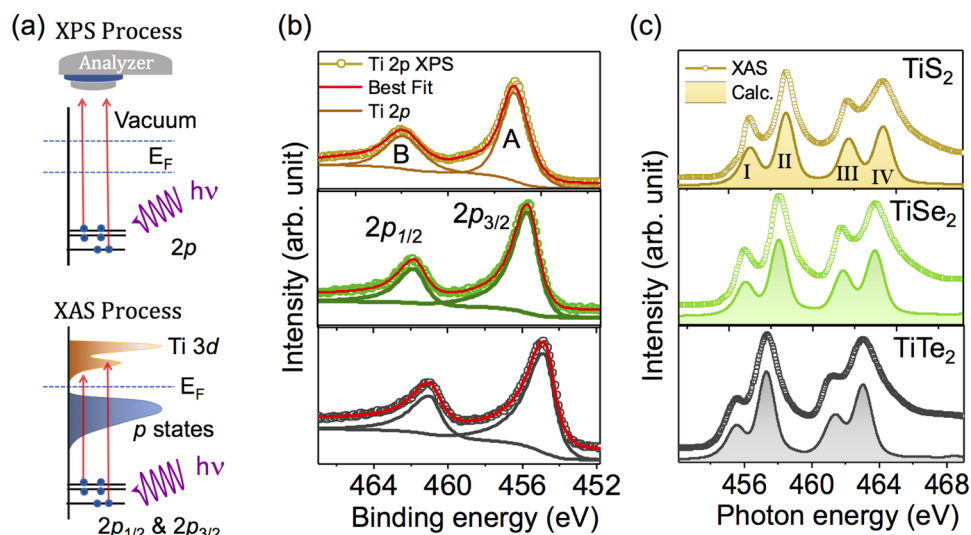 (a)
XPS Process
Analyzer
Vacuum
E_F
hν
2p
XAS Process
Ti 3d
E_F
p states
hν
2p1/2 & 2p3/2
(b)
Ti 2p XPS
Best Fit
Ti 2p
B
A
2p1/2
2p3/2
Intensity (arb. unit)
464 460 456 452
Binding energy (eV)
(c)
XAS
Calc.
TiS2
I II III IV
TiSe2
TiTe2
Intensity (arb. unit)
456 460 464 468
Photon energy (eV)